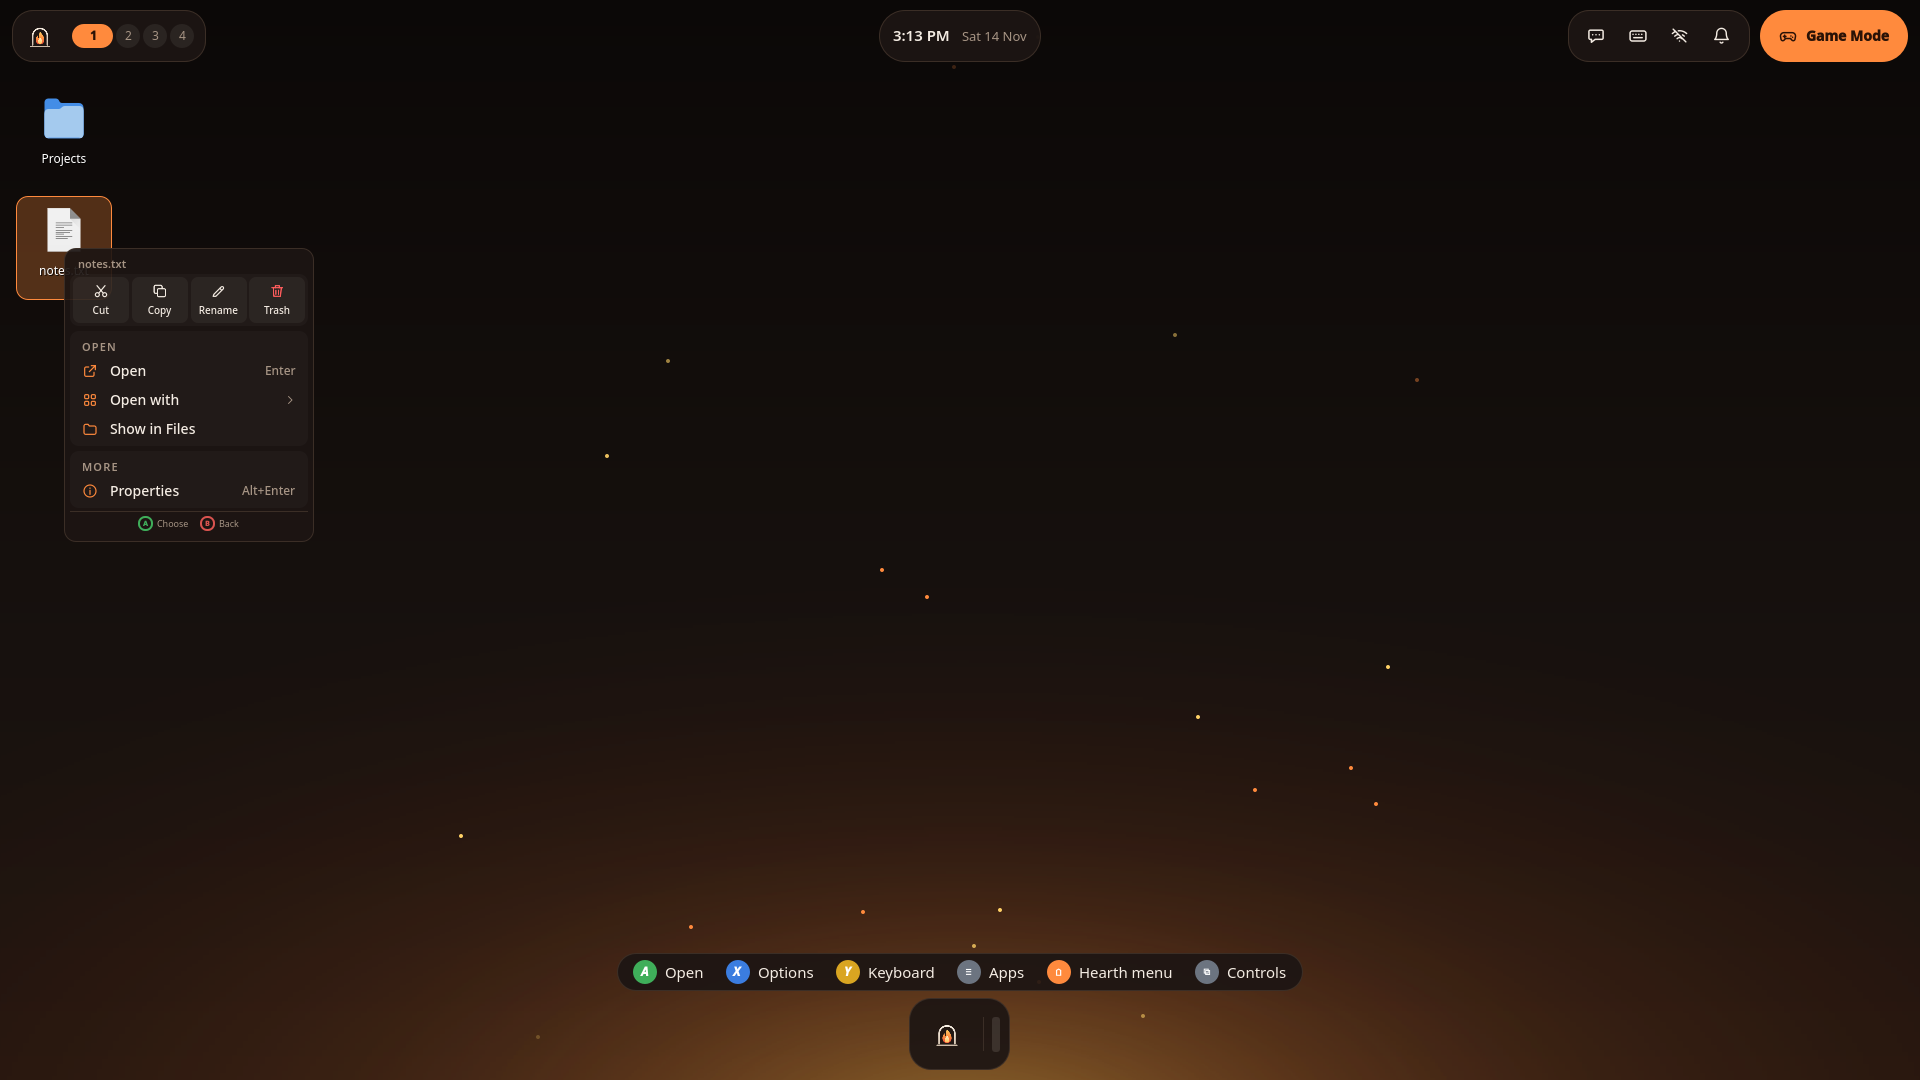 1 2 3 4
3:13 PM Sat 14 Nov
Game Mode
Projects
notes.txt
Cut Copy Rename Trash
OPEN
Open Enter
Open with
Show in Files
MORE
Properties Alt+Enter
A Choose B Back
A Open X Options Y Keyboard Apps Hearth menu Controls